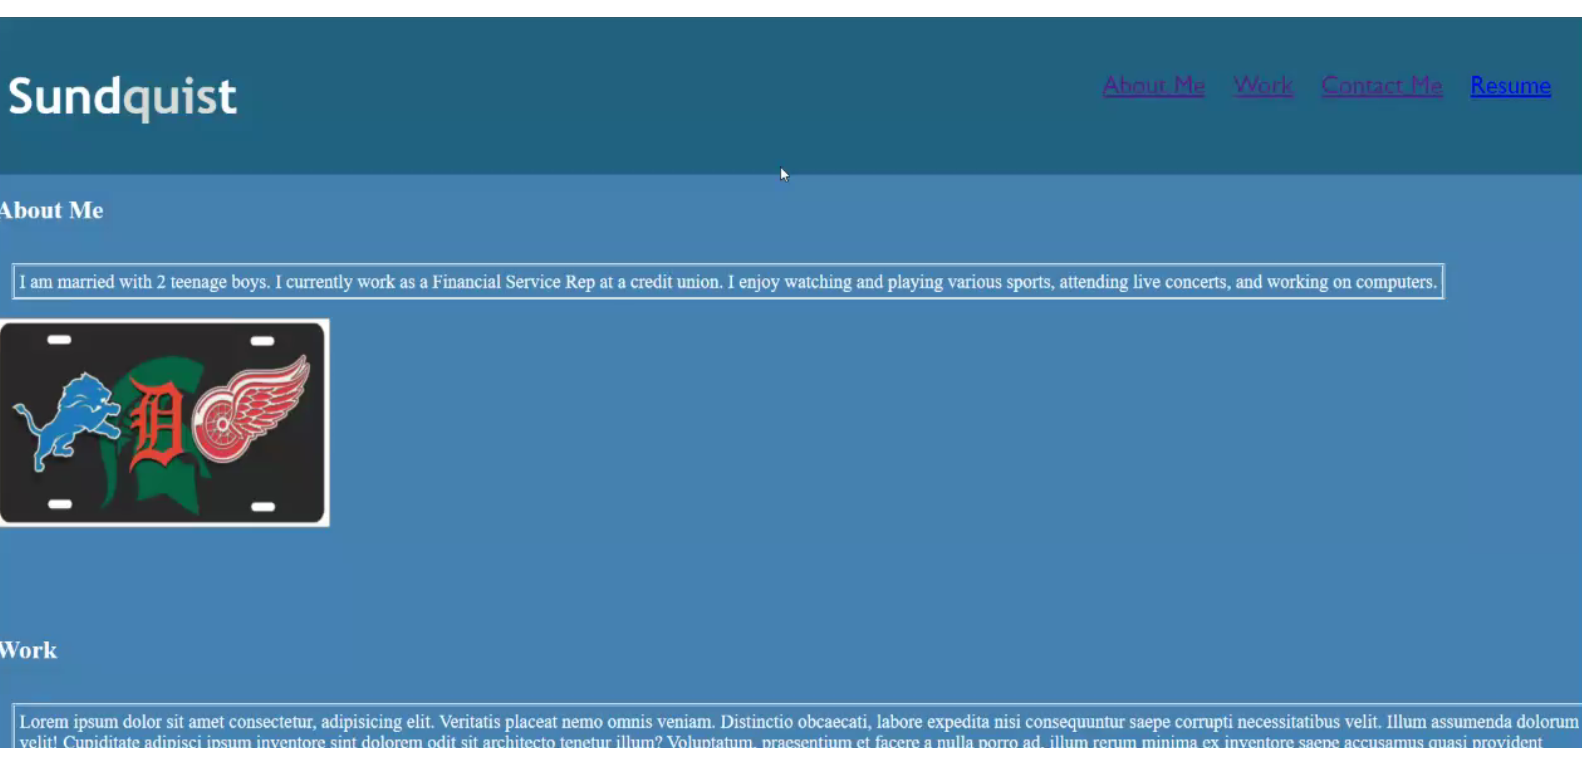 Sundquist
About Me Work Contact Me Resume
About Me
I am married with 2 teenage boys. I currently work as a Financial Service Rep at a credit union. I enjoy watching and playing various sports, attending live concerts, and working on computers.
D
Work
Lorem ipsum dolor sit amet consectetur, adipisicing elit. Veritatis placeat nemo omnis veniam. Distinctio obcaecati, labore expedita nisi consequuntur saepe corrupti necessitatibus velit. Illum assumenda dolorum
velit! Cupiditate adipisci ipsum inventore sint dolorem odit sit architecto tenetur illum? Voluptatum, praesentium et facere a nulla porro ad, illum rerum minima ex inventore saepe accusamus quasi provident